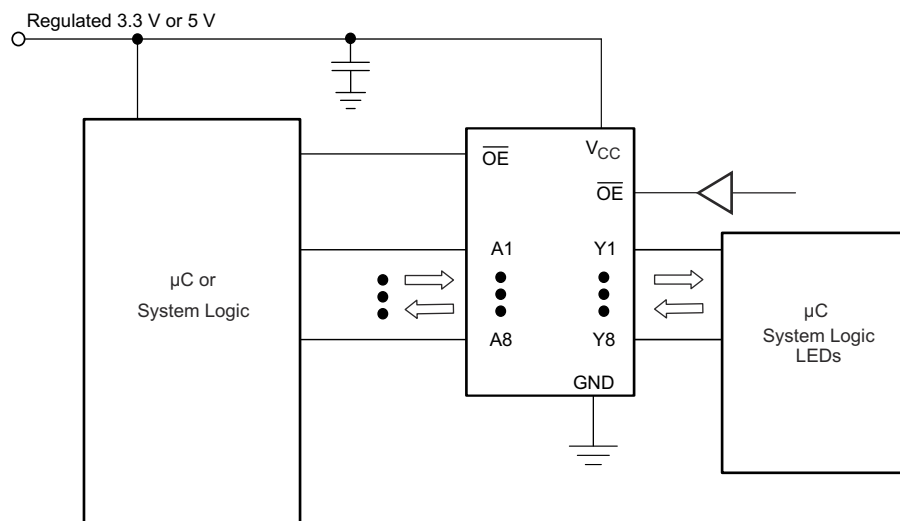 Regulated 3.3 V or 5 V
OE
VCC
OE
A1
Y1
µC or
System Logic
A8
Y8
µC
System Logic
LEDs
GND